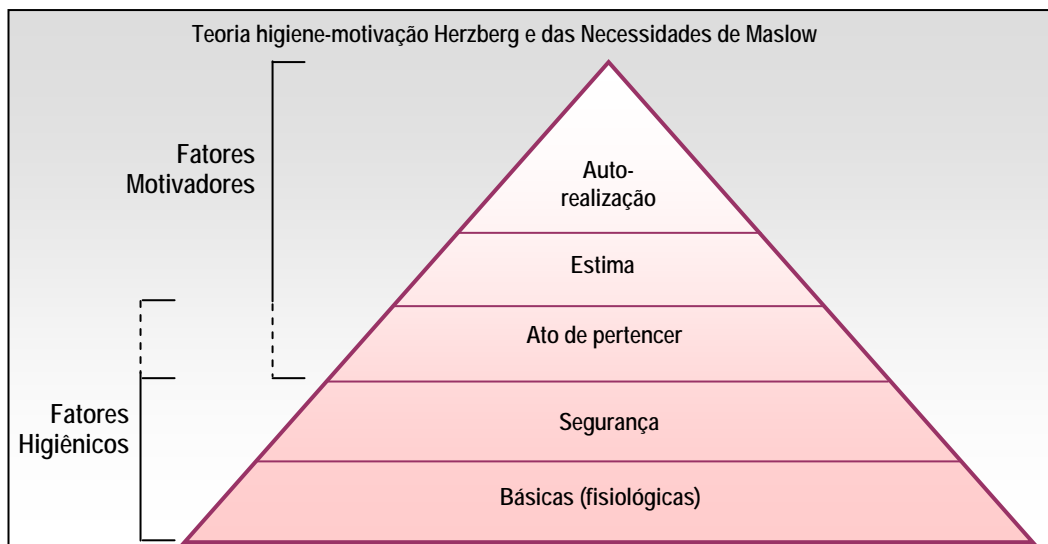 Teoria higiene-motivação Herzberg e das Necessidades de Maslow
Fatores
Motivadores
Auto-
realização
Estima
Ato de pertencer
Fatores
Higiênicos
Segurança
Básicas (fisiológicas)